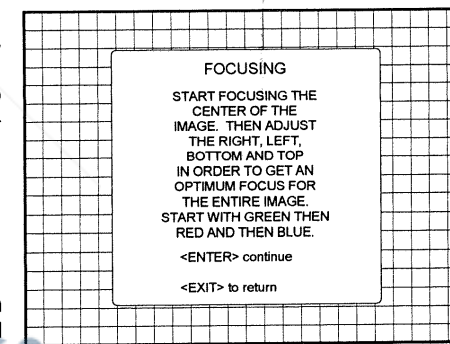 FOCUSING
START FOCUSING THE
CENTER OF THE
IMAGE. THEN ADJUST
THE RIGHT, LEFT,
BOTTOM AND TOP
IN ORDER TO GET AN
OPTIMUM FOCUS FOR
THE ENTIRE IMAGE.
START WITH GREEN THEN
RED AND THEN BLUE.
<ENTER> continue
<EXIT> to return